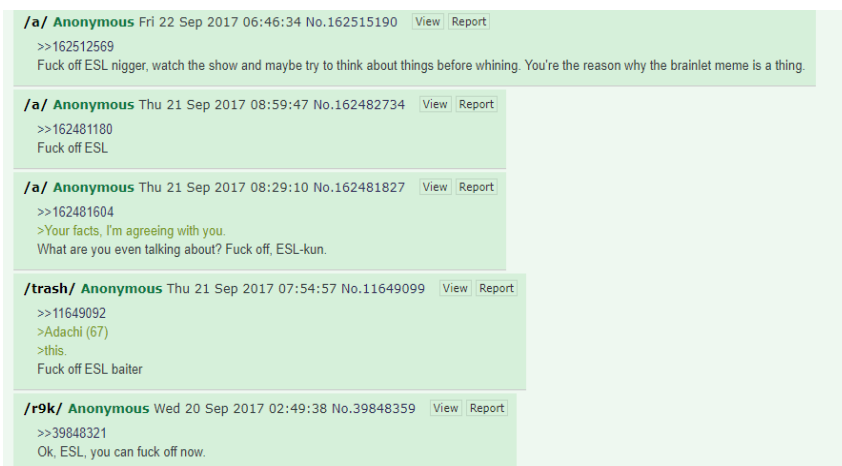 /a/ Anonymous Fri 22 Sep 2017 06:46:34 No.162515190 View Report
>>162512569
Fuck off ESL nigger, watch the show and maybe try to think about things before whining. You're the reason why the brainlet meme is a thing.
/a/ Anonymous Thu 21 Sep 2017 08:59:47 No.162482734 View Report
>>162481180
Fuck off ESL
/a/ Anonymous Thu 21 Sep 2017 08:29:10 No.162481827 View Report
>>162481604
>Your facts, I'm agreeing with you.
What are you even talking about? Fuck off, ESL-kun.
/trash/ Anonymous Thu 21 Sep 2017 07:54:57 No.11649099 View Report
>>11649092
>Adachi (67)
>this.
Fuck off ESL baiter
/r9k/ Anonymous Wed 20 Sep 2017 02:49:38 No.39848359 View Report
>>39848321
Ok, ESL, you can fuck off now.